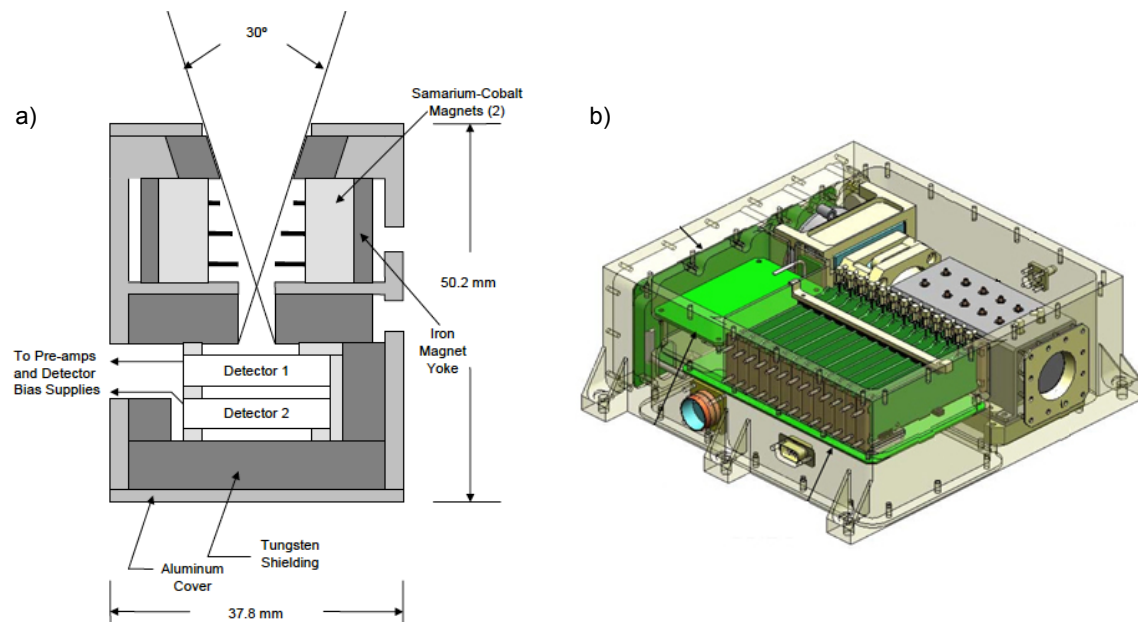 a)
30°
Samarium-Cobalt
Magnets (2)
b)
50.2 mm
Iron
Magnet
Yoke
To Pre-amps
and Detector
Bias Supplies
Detector 1
Detector 2
Tungsten
Shielding
Aluminum
Cover
37.8 mm